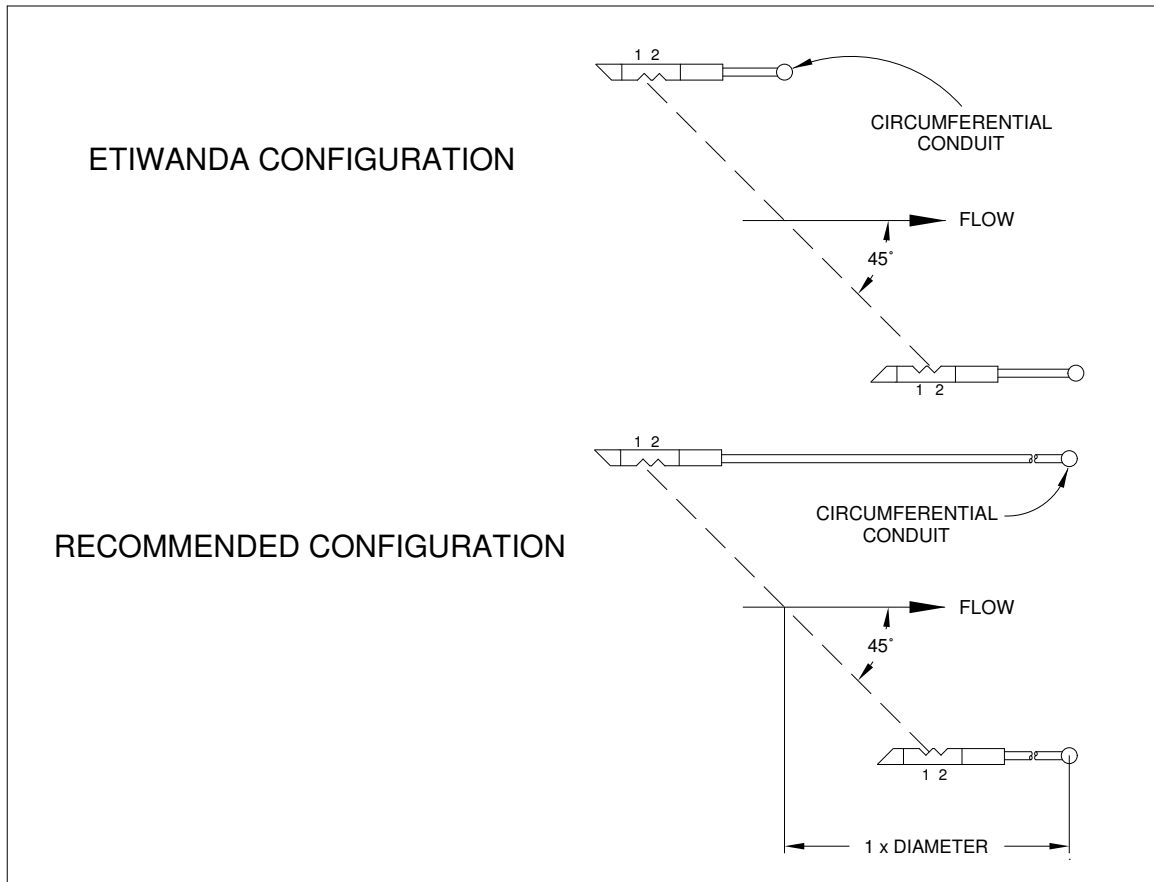 1 2
CIRCUMFERENTIAL
CONDUIT
ETIWANDA CONFIGURATION
FLOW
45°
1 2
1 2
CIRCUMFERENTIAL
CONDUIT
RECOMMENDED CONFIGURATION
FLOW
45°
1 2
1 x DIAMETER